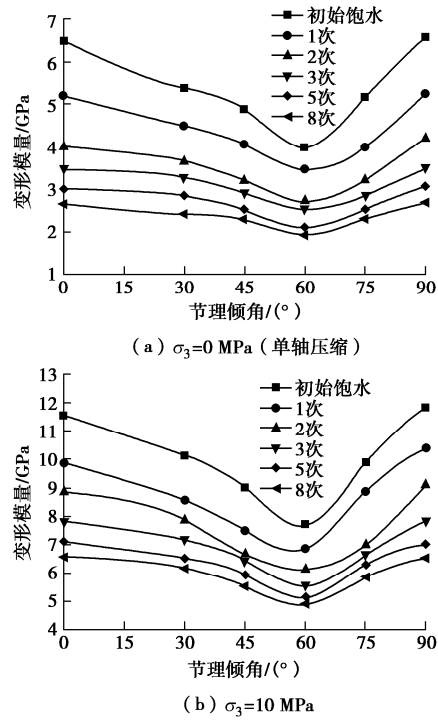 7
6
5
4
3
2
1
变形模量/GPa
初始饱水
1次
2次
3次
5次
8次
0 15 30 45 60 75 90
节理倾角/(°)
(a) σ₃=0 MPa(单轴压缩)
13
12
11
10
9
8
7
6
5
4
变形模量/GPa
初始饱水
1次
2次
3次
5次
8次
0 15 30 45 60 75 90
节理倾角/(°)
(b) σ₃=10 MPa